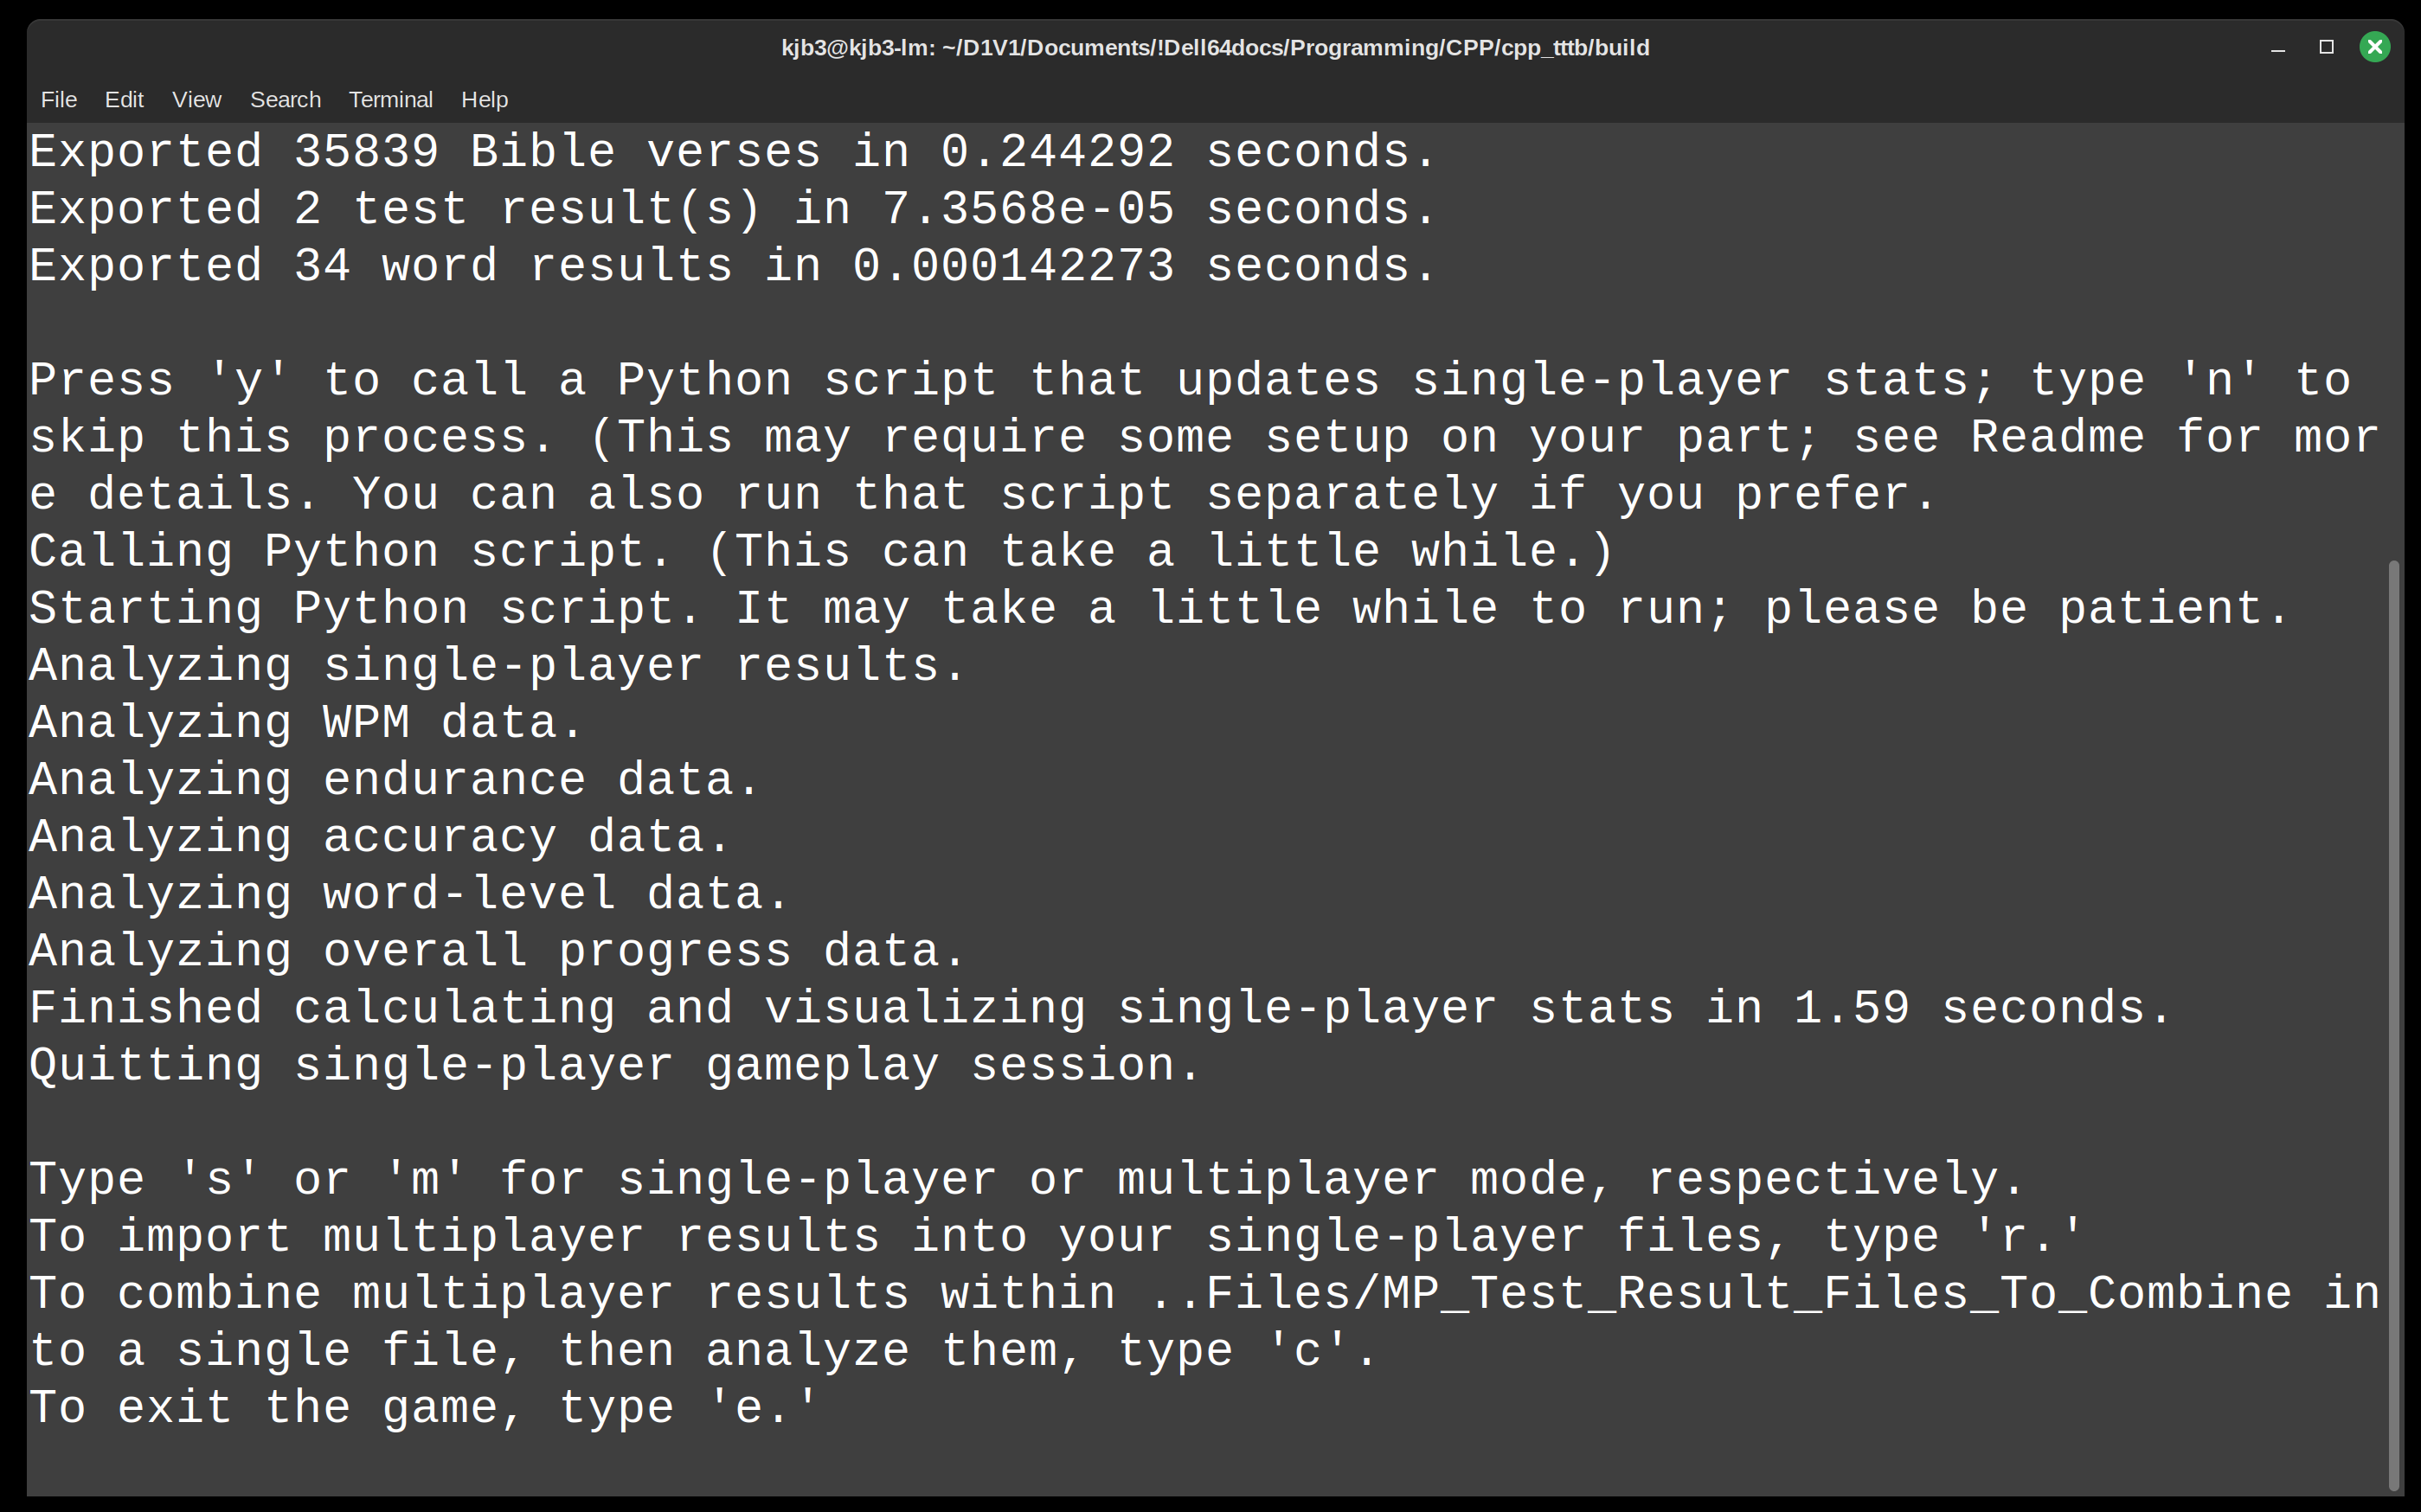 kjb3@kjb3-lm: ~/D1V1/Documents/!Dell64docs/Programming/CPP/cpp_tttb/build
File Edit View Search Terminal Help
Exported 35839 Bible verses in 0.244292 seconds.
Exported 2 test result(s) in 7.3568e-05 seconds.
Exported 34 word results in 0.000142273 seconds.
Press 'y' to call a Python script that updates single-player stats; type 'n' to
skip this process. (This may require some setup on your part; see Readme for mor
e details. You can also run that script separately if you prefer.
Calling Python script. (This can take a little while.)
Starting Python script. It may take a little while to run; please be patient.
Analyzing single-player results.
Analyzing WPM data.
Analyzing endurance data.
Analyzing accuracy data.
Analyzing word-level data.
Analyzing overall progress data.
Finished calculating and visualizing single-player stats in 1.59 seconds.
Quitting single-player gameplay session.
Type 's' or 'm' for single-player or multiplayer mode, respectively.
To import multiplayer results into your single-player files, type 'r.'
To combine multiplayer results within ..Files/MP_Test_Result_Files_To_Combine in
to a single file, then analyze them, type 'c'.
To exit the game, type 'e.'